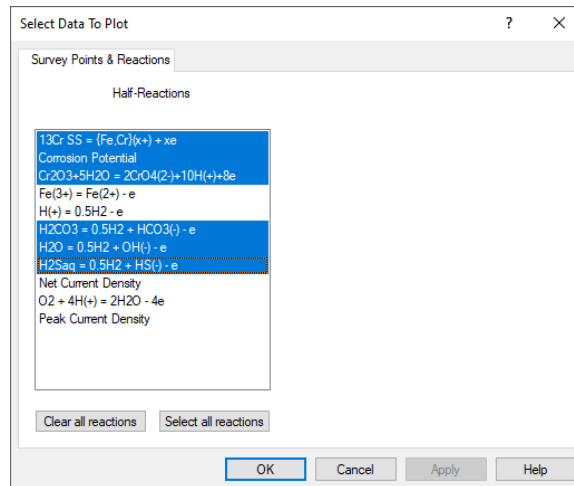 Select Data To Plot
?
X
Survey Points & Reactions
Half-Reactions
13Cr SS = {Fe,Cr}(x+) + xe
Corrosion Potential
Cr2O3+5H2O = 2CrO4(2-)+10H(+)+8e
Fe(3+) = Fe(2+) - e
H(+) = 0.5H2 - e
H2CO3 = 0.5H2 + HCO3(-) - e
H2O = 0.5H2 + OH(-) - e
H2Saq = 0.5H2 + HS(-) - e
Net Current Density
O2 + 4H(+) = 2H2O - 4e
Peak Current Density
Clear all reactions Select all reactions
OK Cancel Apply Help